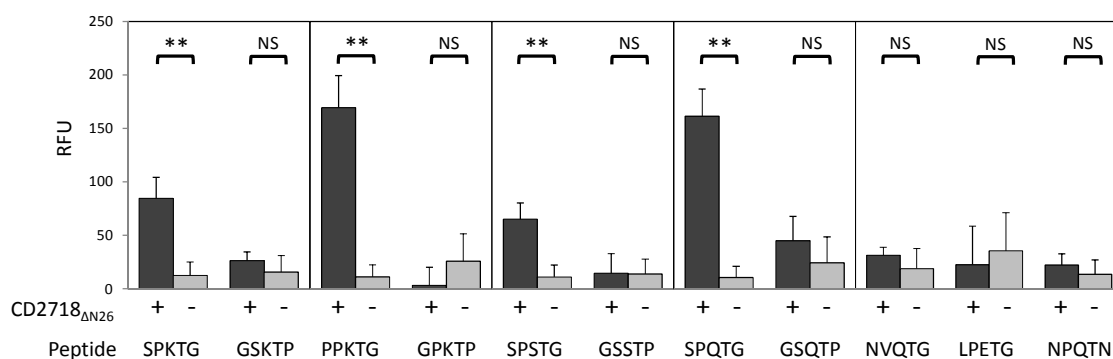 250
** NS ** NS ** NS ** NS NS NS NS
200
150
RFU
100
50
0
CD2718ΔN26 + - + - + - + - + - + - + - + - + - + - + -
Peptide SPKTG GSKTP PPKTG GPKTP SPSTG GSSTP SPQTG GSQTP NVQTG LPETG NPQTN